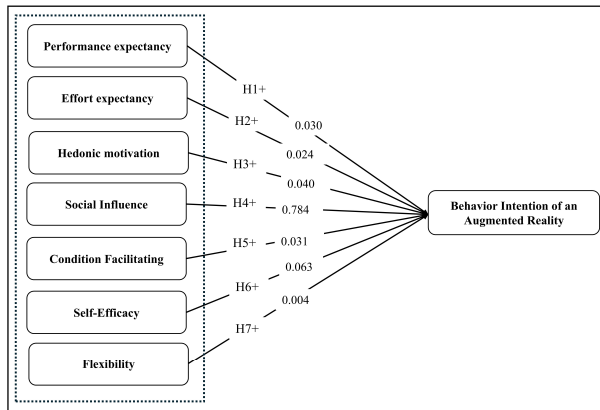 Performance expectancy
H1+
0.030
Effort expectancy
H2+
0.024
Hedonic motivation
H3+
0.040
Social Influence
H4+
0.784
Behavior Intention of an
Augmented Reality
Condition Facilitating
H5+
0.031
Self-Efficacy
H6+
0.063
Flexibility
H7+
0.004